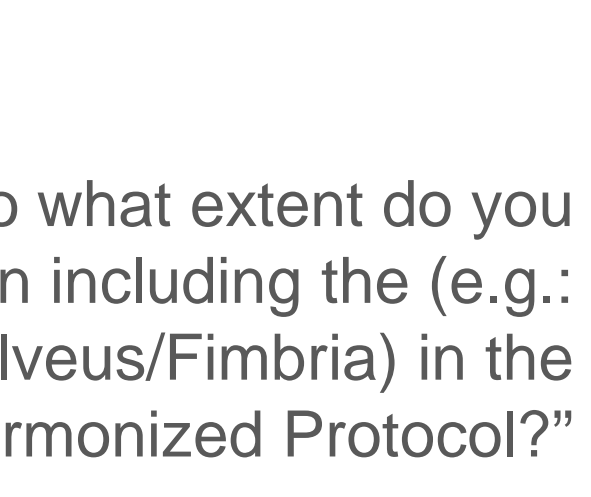 o what extent do you
n including the (e.g.:
lveus/Fimbria) in the
rmonized Protocol?”